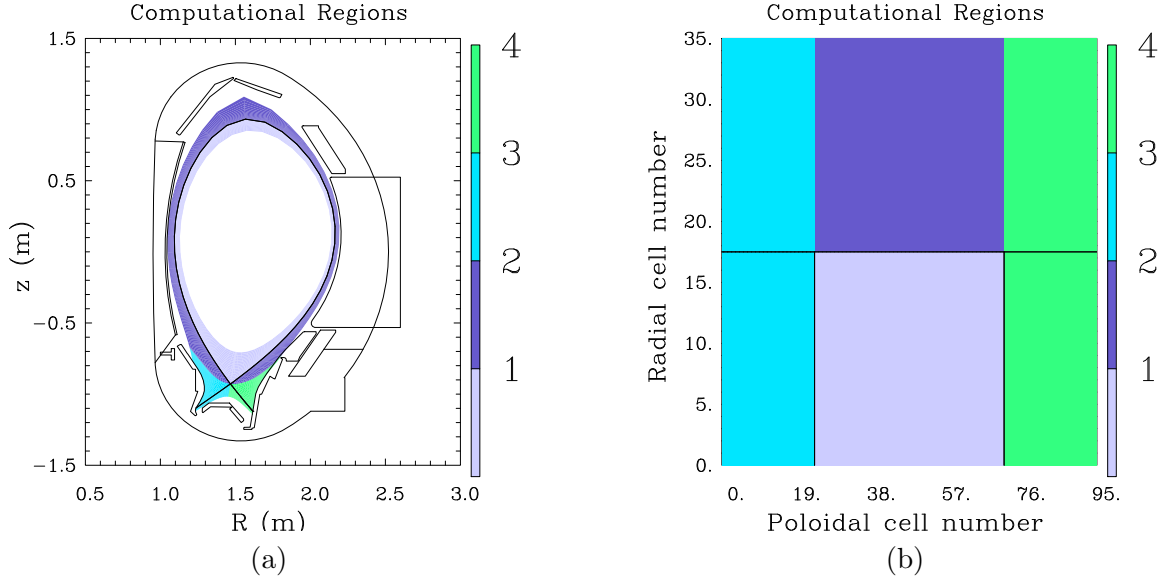 Computational Regions
1.5
0.5
−0.5
−1.5
z (m)
0.5 1.0 1.5 2.0 2.5 3.0
R (m)
4
3
2
1
(a)
Computational Regions
35.
30.
25.
20.
15.
10.
5.
0.
Radial cell number
0. 19. 38. 57. 76. 95.
Poloidal cell number
4
3
2
1
(b)